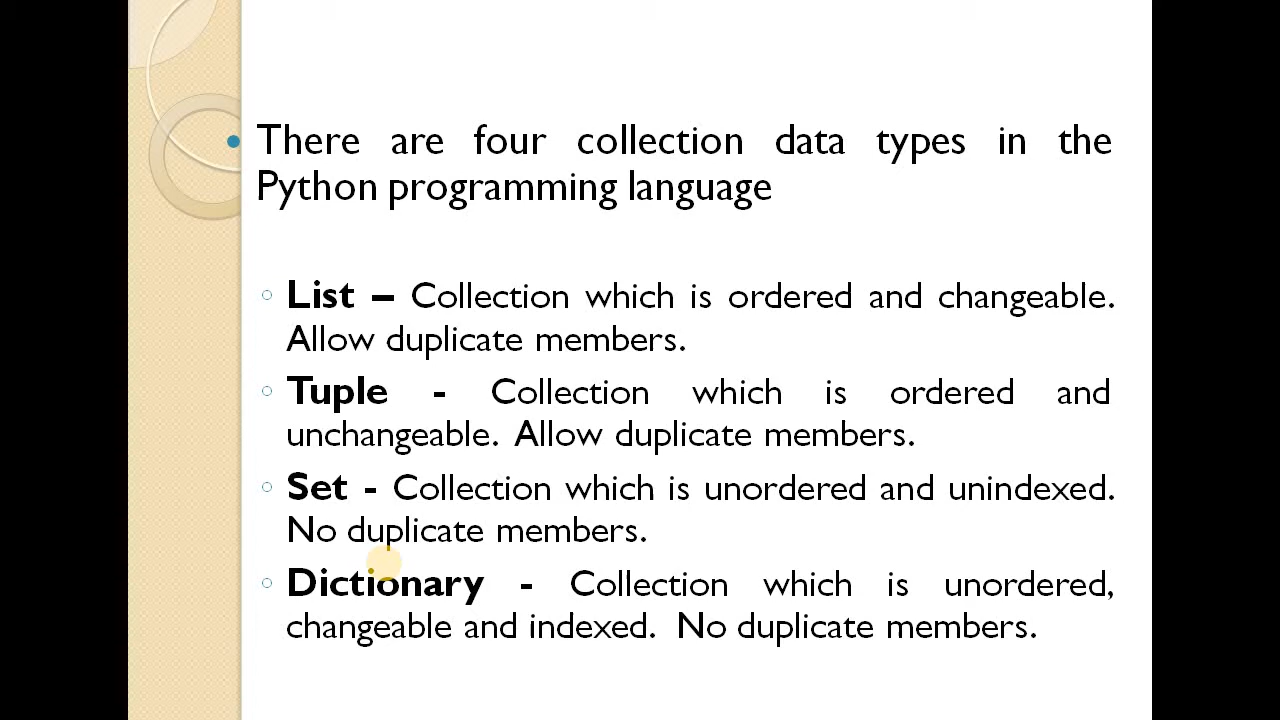 There are four collection data types in the
Python programming language
List – Collection which is ordered and changeable.
Allow duplicate members.
Tuple - Collection which is ordered and
unchangeable. Allow duplicate members.
Set - Collection which is unordered and unindexed.
No duplicate members.
Dictionary - Collection which is unordered,
changeable and indexed. No duplicate members.